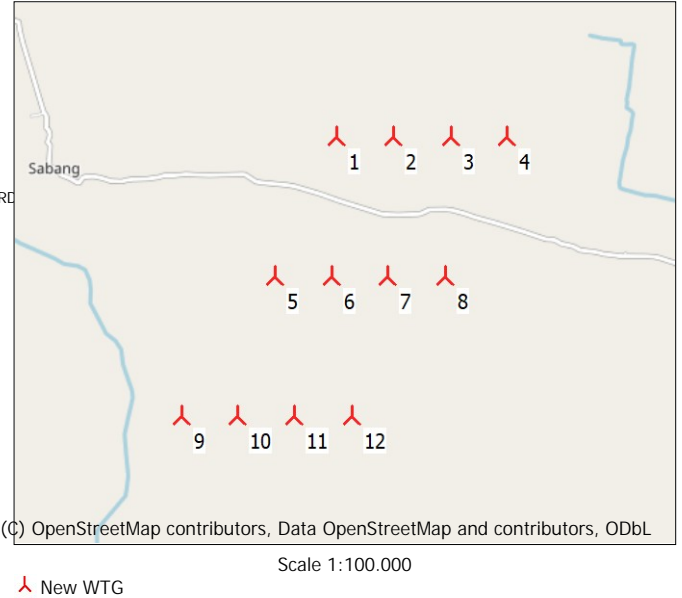 1 2 3 4
Sabang
RD
5 6 7 8
9 10 11 12
(C) OpenStreetMap contributors, Data OpenStreetMap and contributors, ODbL
Scale 1:100.000
New WTG